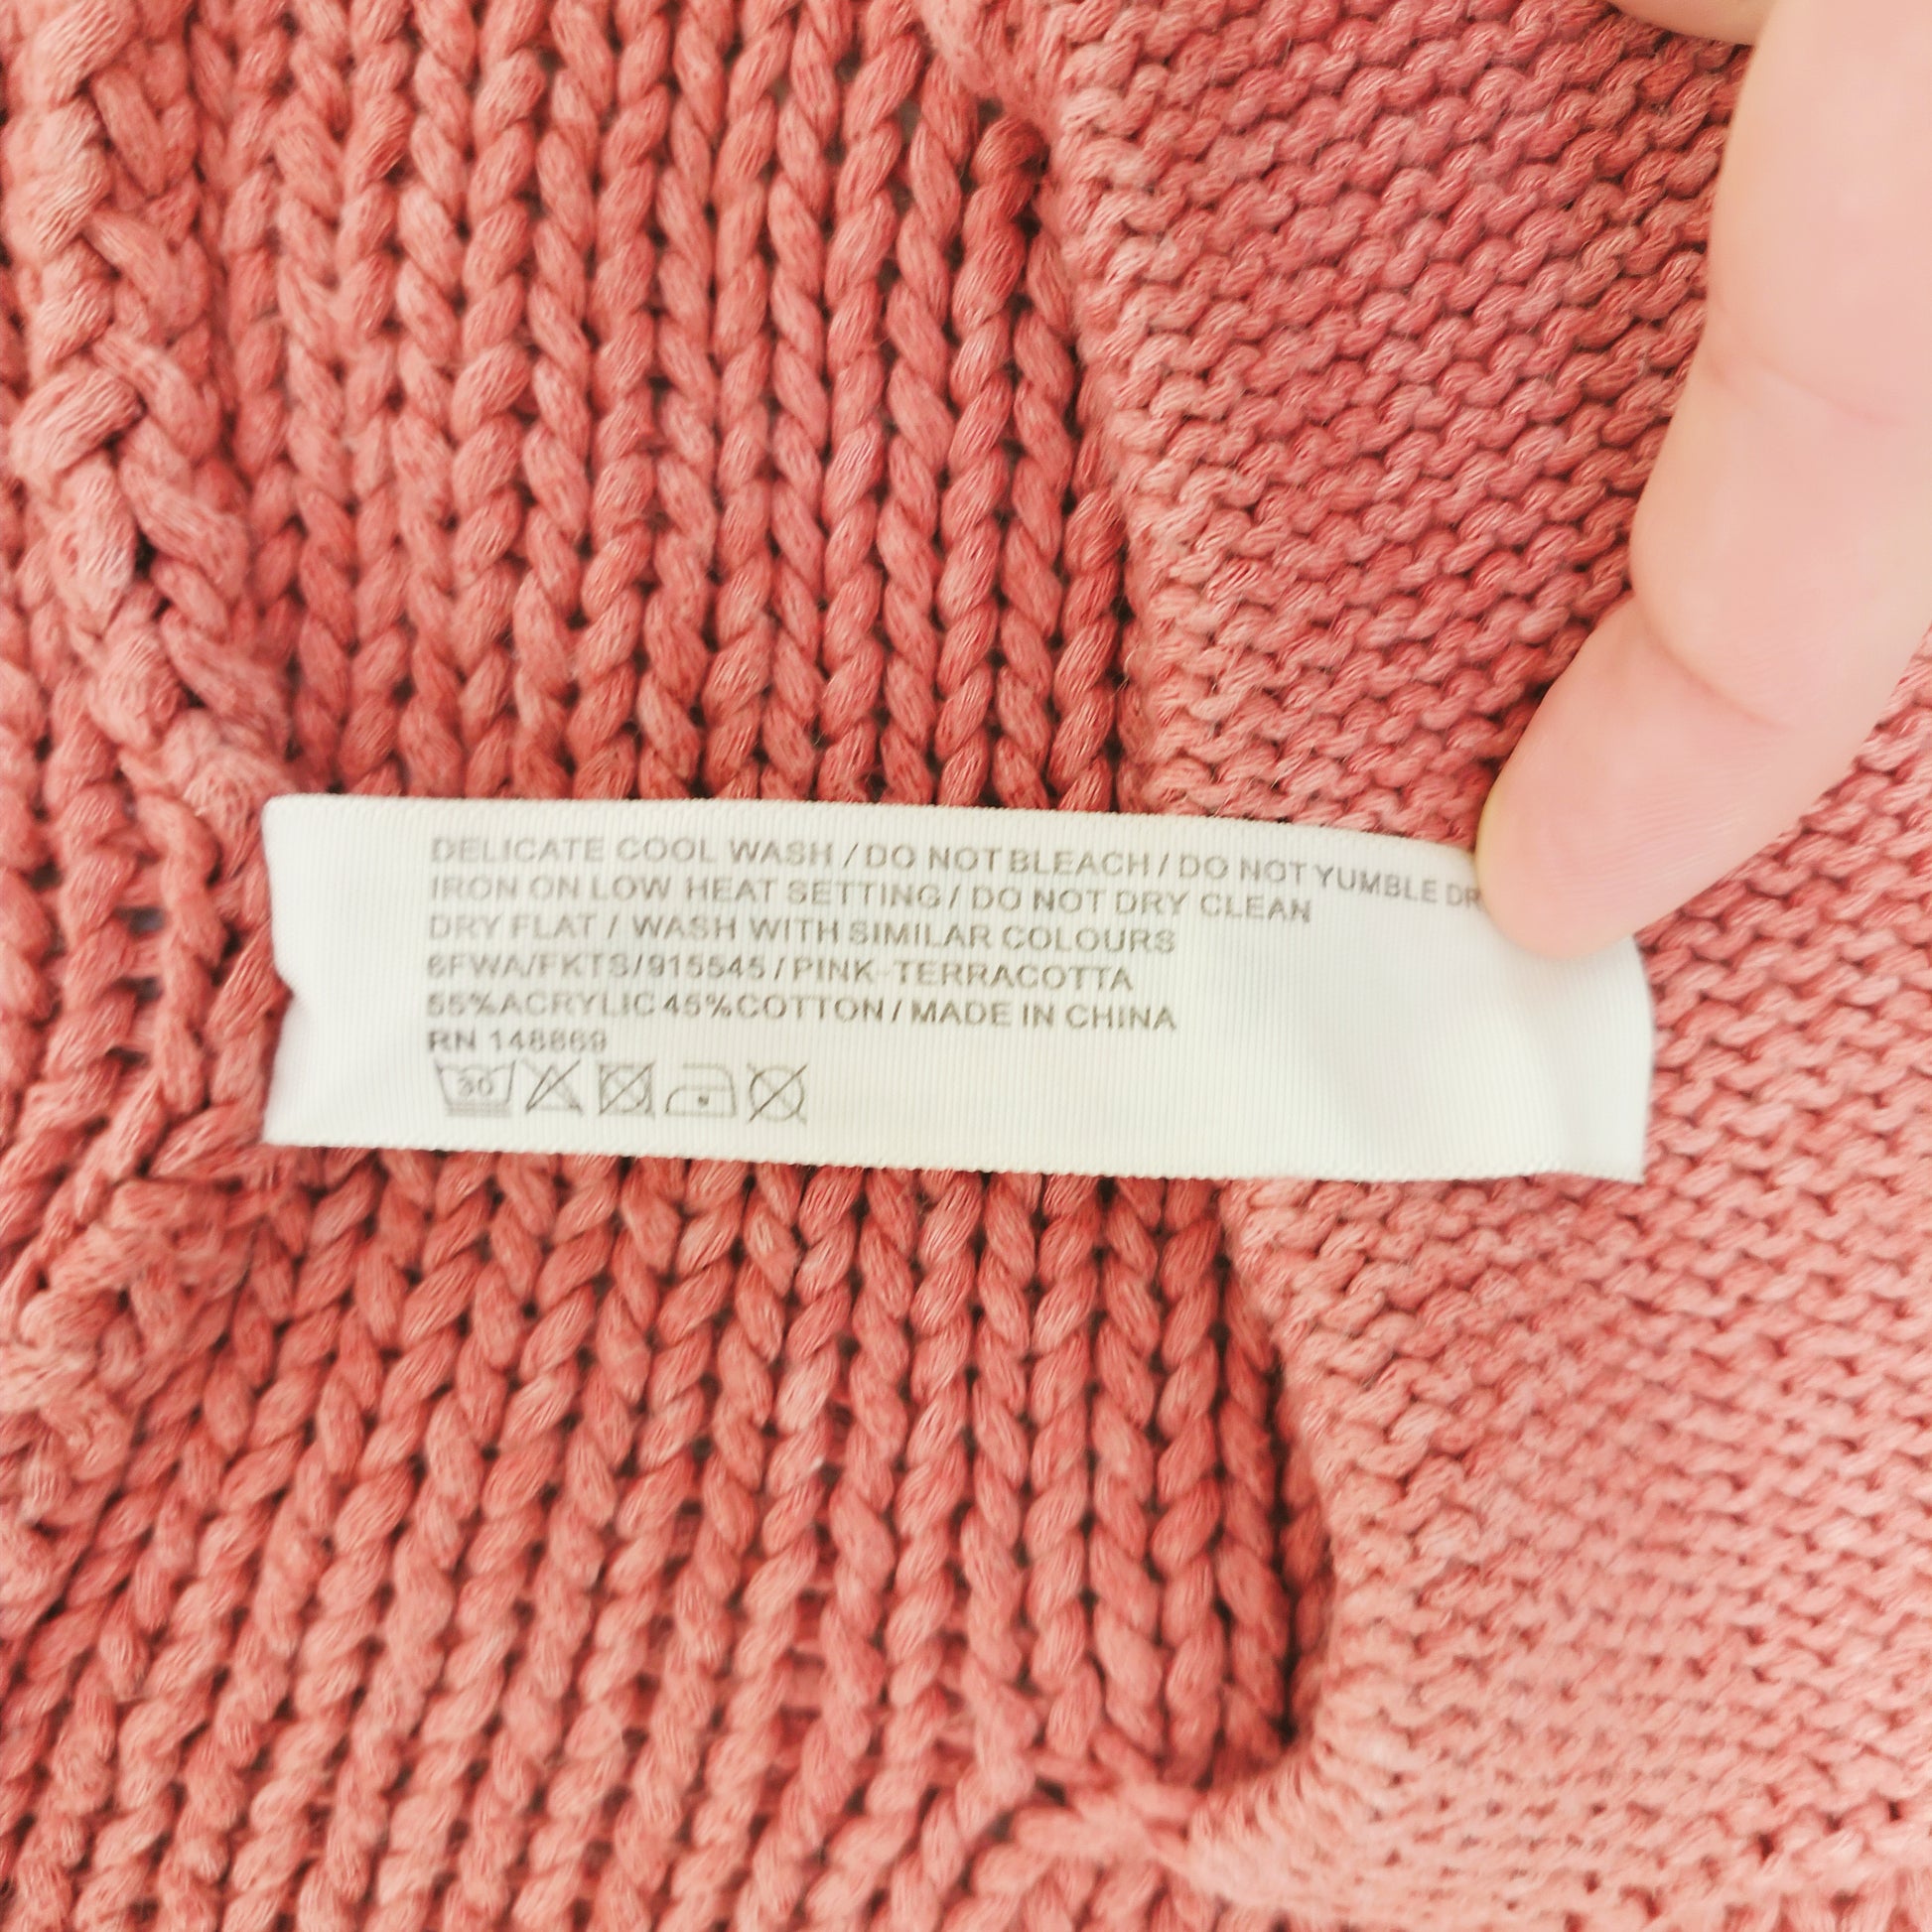 DELICATE COOL WASH / DO NOT BLEACH / DO NOT YUMBLE DR
IRON ON LOW HEAT SETTING / DO NOT DRY CLEAN
DRY FLAT / WASH WITH SIMILAR COLOURS
6FWA/FKTS/915545 / PINK-TERRACOTTA
55%ACRYLIC 45%COTTON / MADE IN CHINA
RN 148869
30